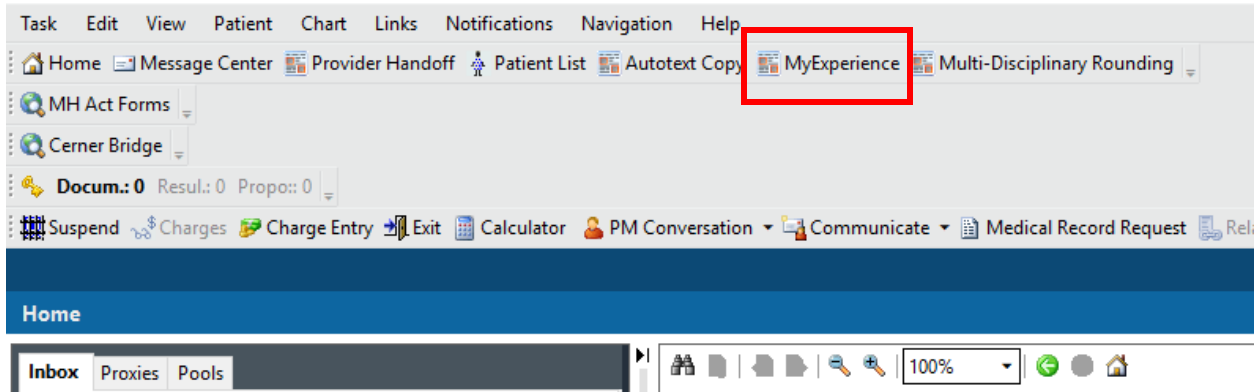 Task Edit View Patient Chart Links Notifications Navigation Help
Home Message Center Provider Handoff Patient List Autotext Copy MyExperience Multi-Disciplinary Rounding
MH Act Forms
Cerner Bridge
Docum.: 0 Resul.: 0 Propo:: 0
Suspend Charges Charge Entry Exit Calculator PM Conversation Communicate Medical Record Request Rela
Home
Inbox Proxies Pools 100%